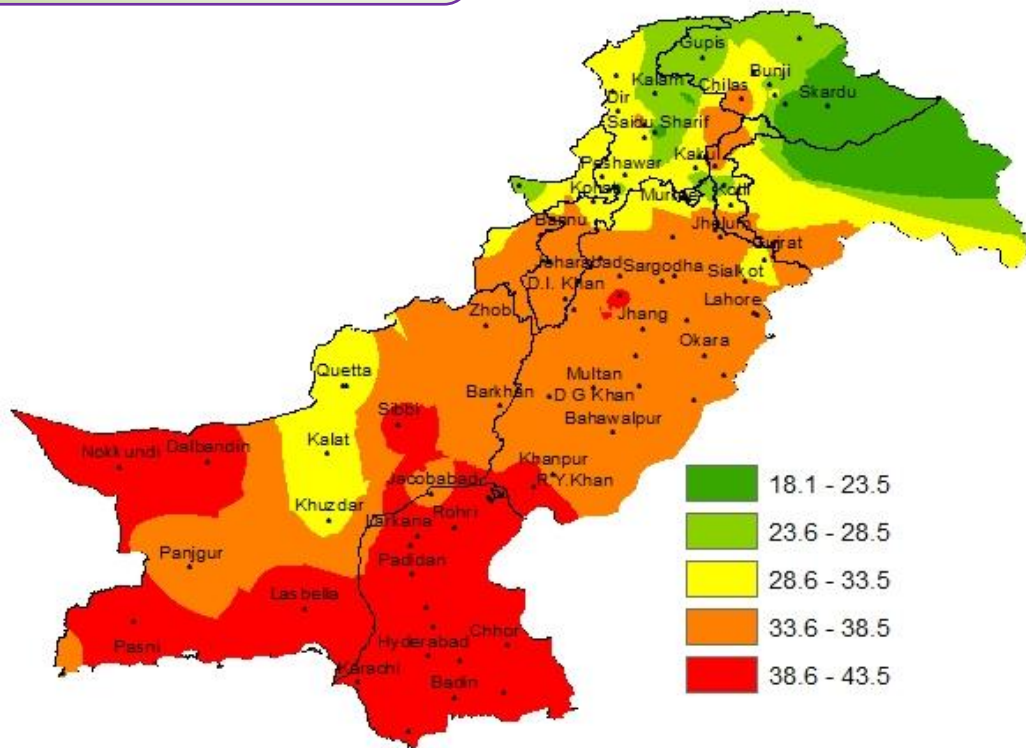 Gupis
Bunji
Kalam
Chilas
Skardu
Dir
Saidu Sharif
Peshawar
Kakul
Kohat
Murree
Kotli
Bannu
Jhelum
Gujrat
Sargodha
Sialkot
D.I. Khan
Lahore
Zhob
Jhang
Okara
Quetta
Multan
Barkhan
D G Khan
Sibbi
Bahawalpur
Kalat
Nokkundi
Dalbandin
Khanpur
Jacobabad
R.Y.Khan
18.1 - 23.5
Khuzdar
Rohri
Larkana
23.6 - 28.5
Panjgur
Padidan
28.6 - 33.5
Lasbella
Pasni
Hyderabad
Chhor
33.6 - 38.5
Karachi
Badin
38.6 - 43.5